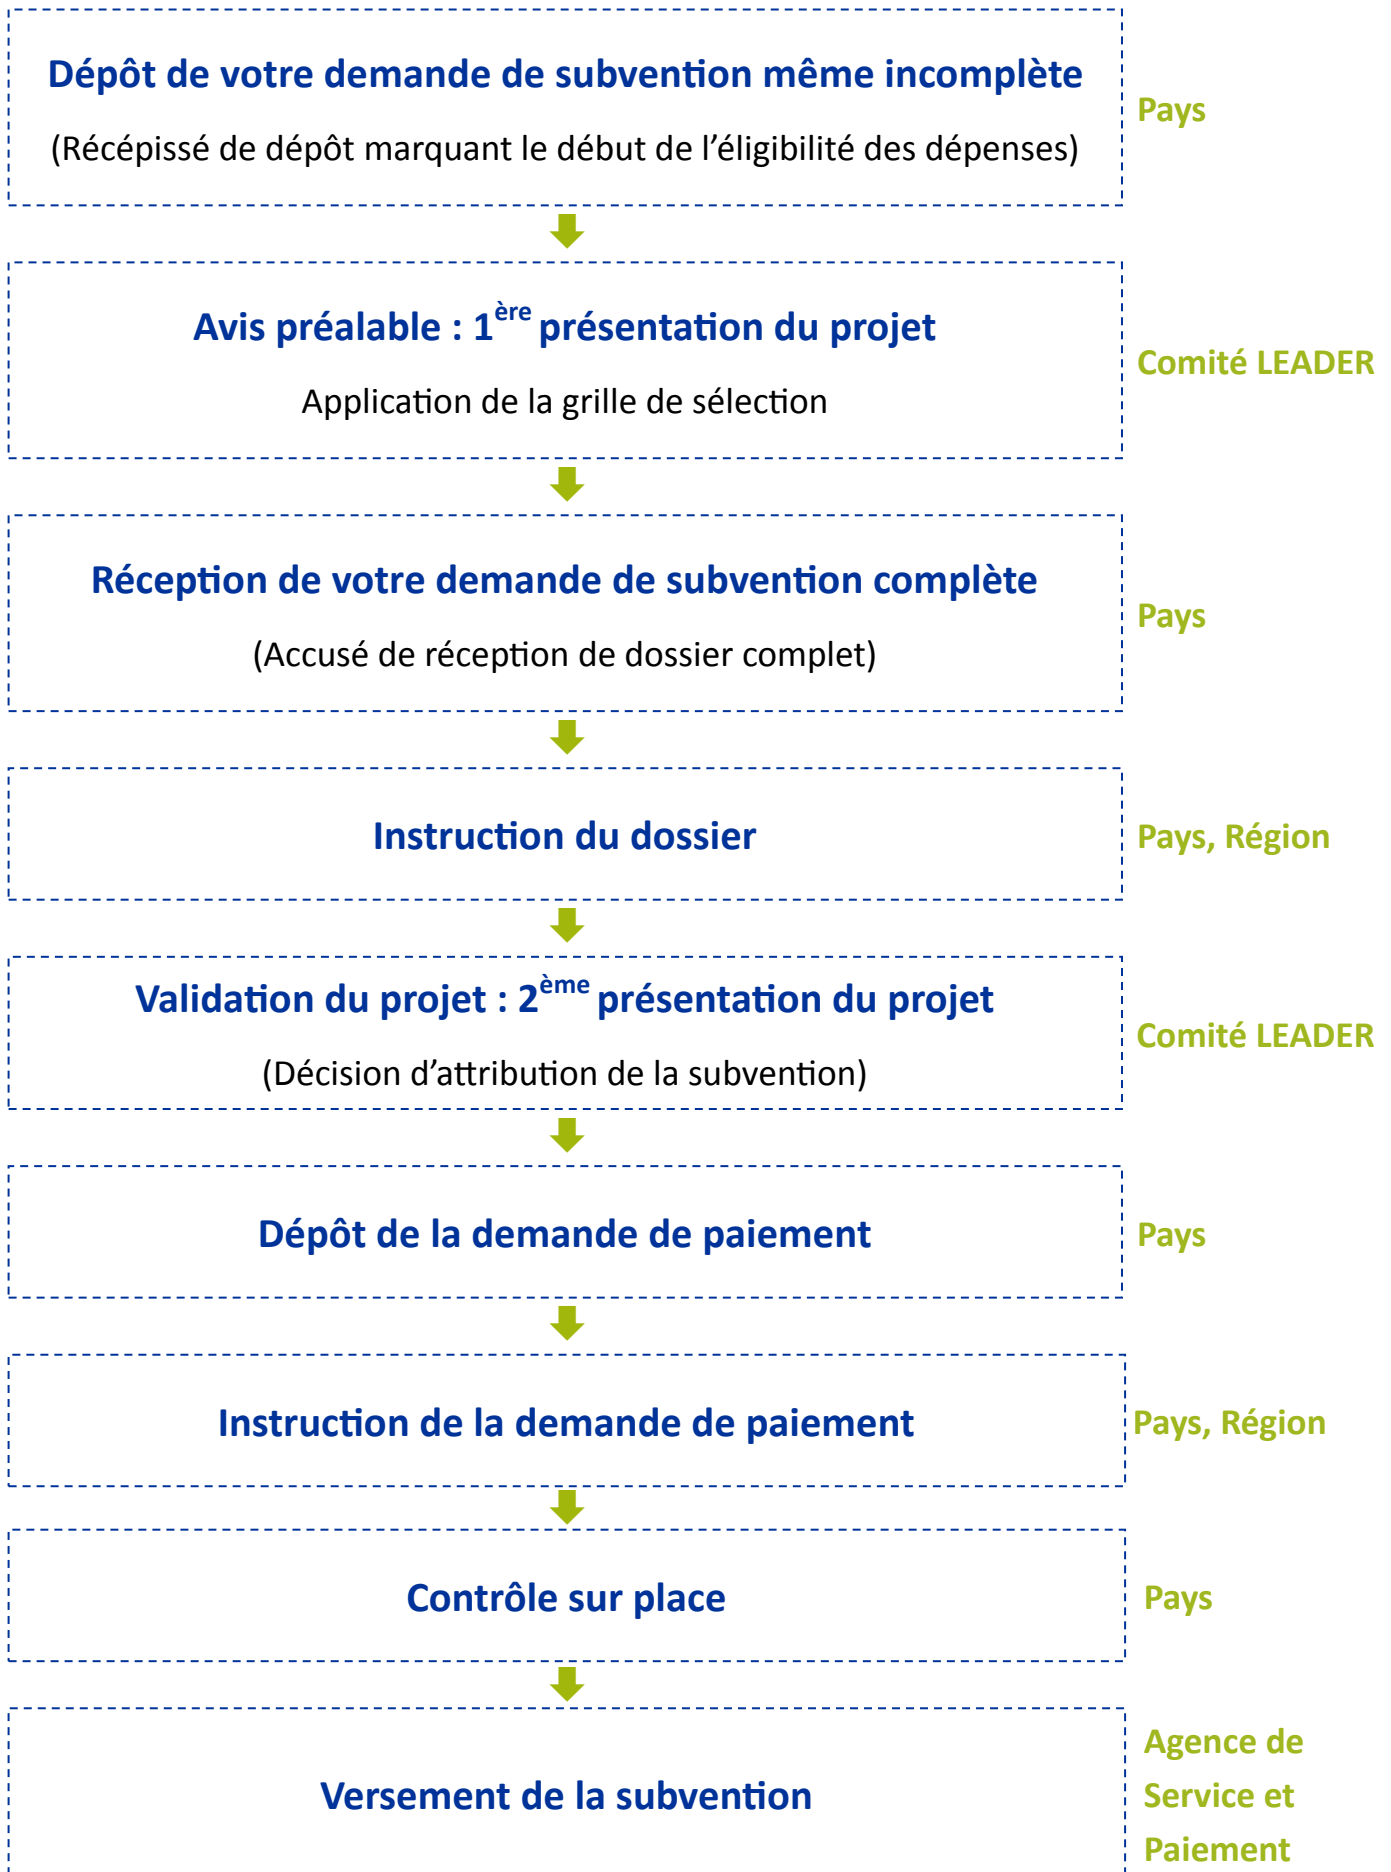 Dépôt de votre demande de subvention même incomplète
(Récépissé de dépôt marquant le début de l’éligibilité des dépenses)
Pays
Avis préalable : 1ère présentation du projet
Application de la grille de sélection
Comité LEADER
Réception de votre demande de subvention complète
(Accusé de réception de dossier complet)
Pays
Instruction du dossier
Pays, Région
Validation du projet : 2ème présentation du projet
(Décision d’attribution de la subvention)
Comité LEADER
Dépôt de la demande de paiement
Pays
Instruction de la demande de paiement
Pays, Région
Contrôle sur place
Pays
Versement de la subvention
Agence de
Service et
Paiement